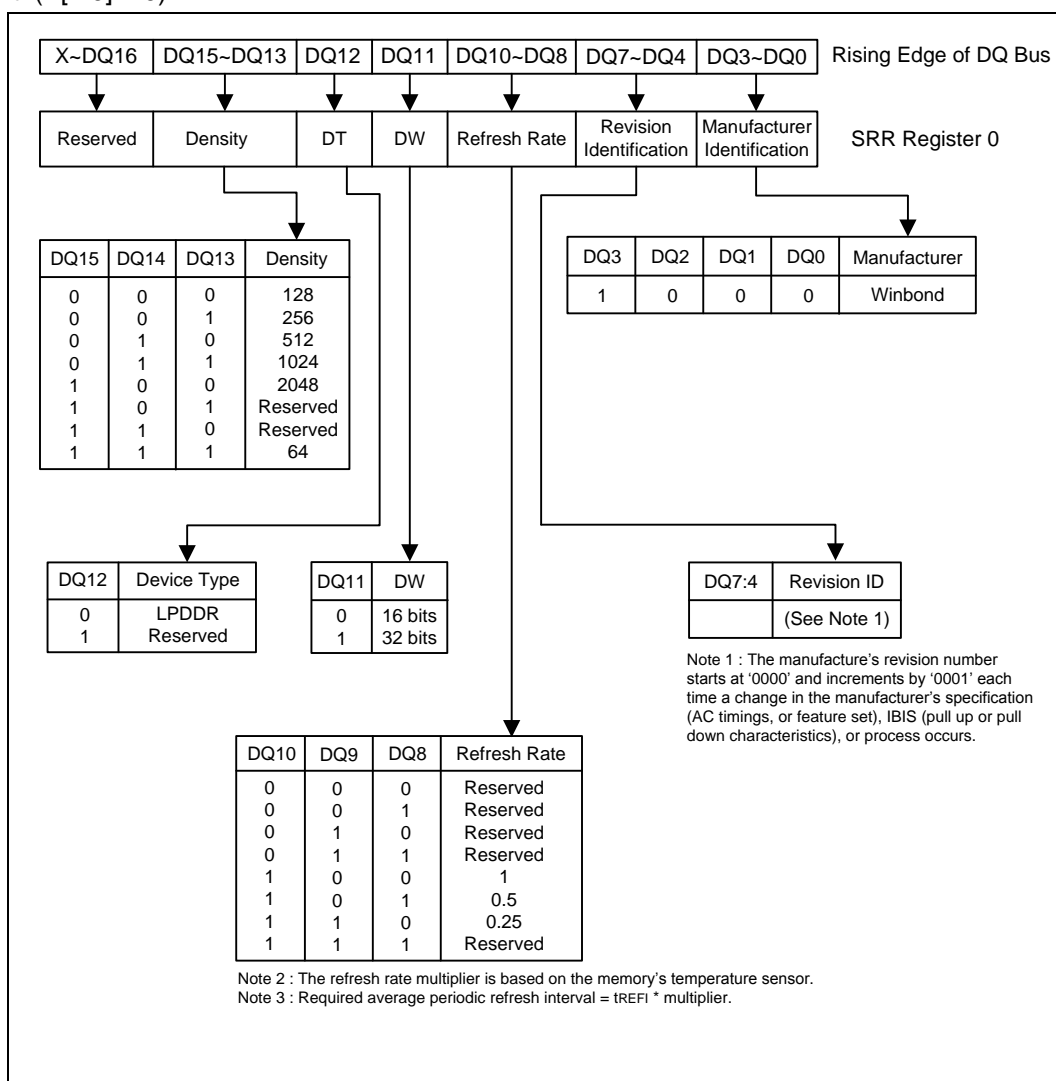 X~DQ16 DQ15~DQ13 DQ12 DQ11 DQ10~DQ8 DQ7~DQ4 DQ3~DQ0 Rising Edge of DQ Bus
Reserved Density DT DW Refresh Rate Revision Identification Manufacturer Identification SRR Register 0
DQ15 DQ14 DQ13 Density
0 0 0 128
0 0 1 256
0 1 0 512
0 1 1 1024
1 0 0 2048
1 0 1 Reserved
1 1 0 Reserved
1 1 1 64
DQ3 DQ2 DQ1 DQ0 Manufacturer
1 0 0 0 Winbond
DQ12 Device Type
0 LPDDR
1 Reserved
DQ11 DW
0 16 bits
1 32 bits
DQ7:4 Revision ID
(See Note 1)
Note 1 : The manufacture's revision number
starts at '0000' and increments by '0001' each
time a change in the manufacturer's specification
(AC timings, or feature set), IBIS (pull up or pull
down characteristics), or process occurs.
DQ10 DQ9 DQ8 Refresh Rate
0 0 0 Reserved
0 0 1 Reserved
0 1 0 Reserved
0 1 1 Reserved
1 0 0 1
1 0 1 0.5
1 1 0 0.25
1 1 1 Reserved
Note 2 : The refresh rate multiplier is based on the memory's temperature sensor.
Note 3 : Required average periodic refresh interval = tREFI * multiplier.